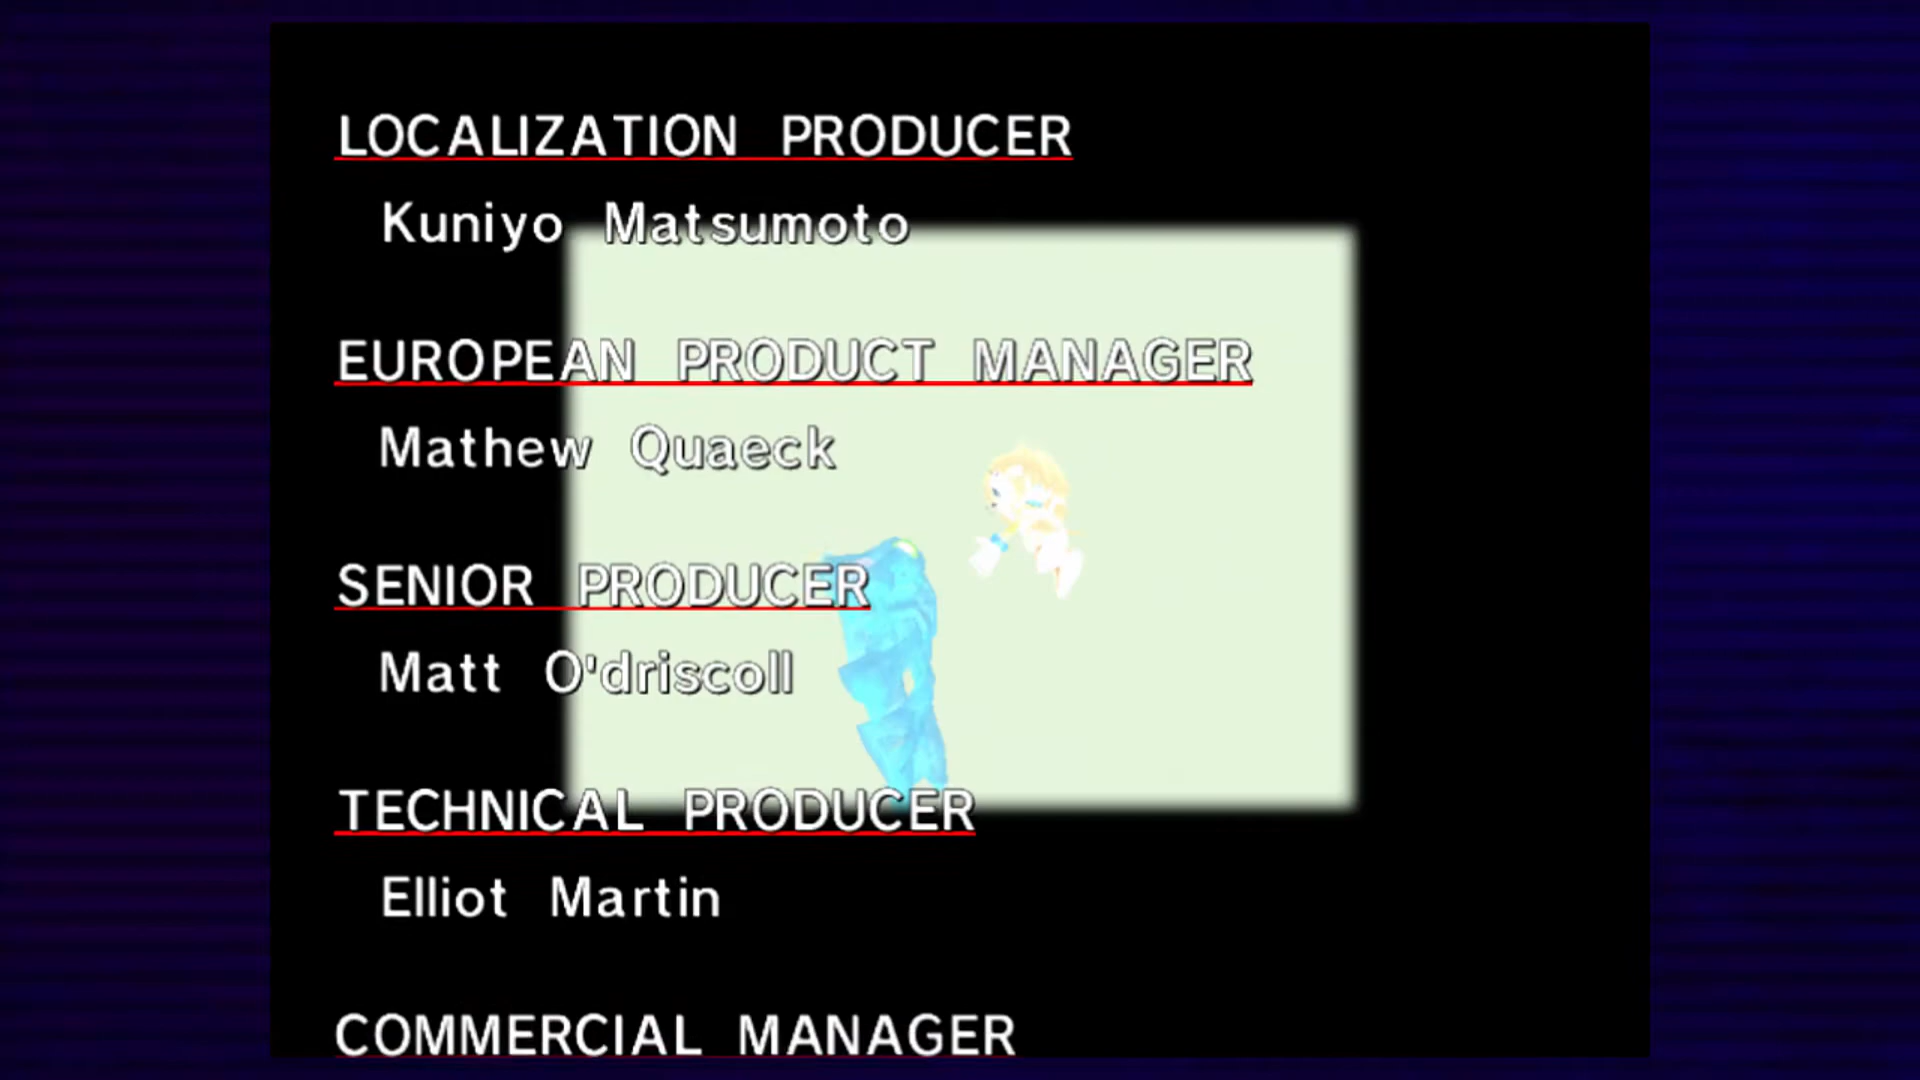 LOCALIZATION PRODUCER
Kuniyo Matsumoto
EUROPEAN PRODUCT MANAGER
Mathew Quaeck
SENIOR PRODUCER
Matt O'driscoll
TECHNICAL PRODUCER
Elliot Martin
COMMERCIAL MANAGER